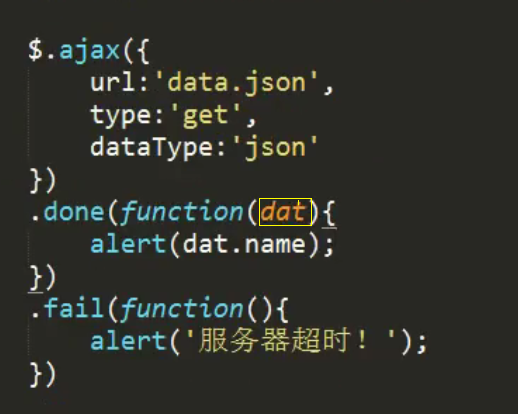 $.ajax({
    url:'data.json',
    type:'get',
    dataType:'json'
})
.done(function(dat){
    alert(dat.name);
})
.fail(function(){
    alert('服务器超时！');
})